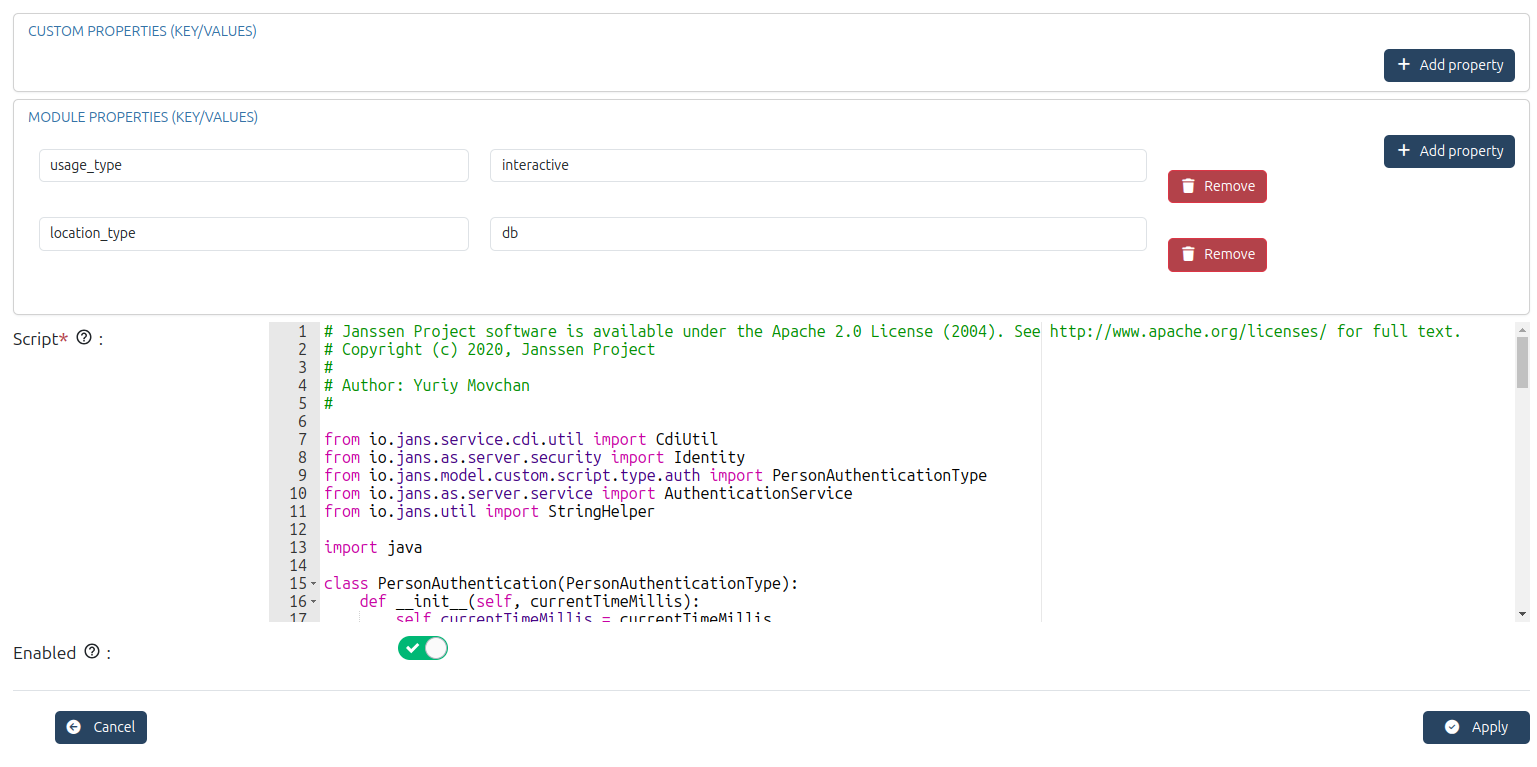 CUSTOM PROPERTIES (KEY/VALUES)
Add property
MODULE PROPERTIES (KEY/VALUES)
Add property
usage_type interactive
Remove
location_type db
Remove
Script* :
1 # Janssen Project software is available under the Apache 2.0 License (2004). See http://www.apache.org/licenses/ for full text.
2 # Copyright (c) 2020, Janssen Project
3 #
4 # Author: Yuriy Movchan
5 #
6
7 from io.jans.service.cdi.util import CdiUtil
8 from io.jans.as.server.security import Identity
9 from io.jans.model.custom.script.type.auth import PersonAuthenticationType
10 from io.jans.as.server.service import AuthenticationService
11 from io.jans.util import StringHelper
12
13 import java
14
15 class PersonAuthentication(PersonAuthenticationType):
16 def __init__(self, currentTimeMillis):
17 self.currentTimeMillis = currentTimeMillis
Enabled :
Cancel
Apply